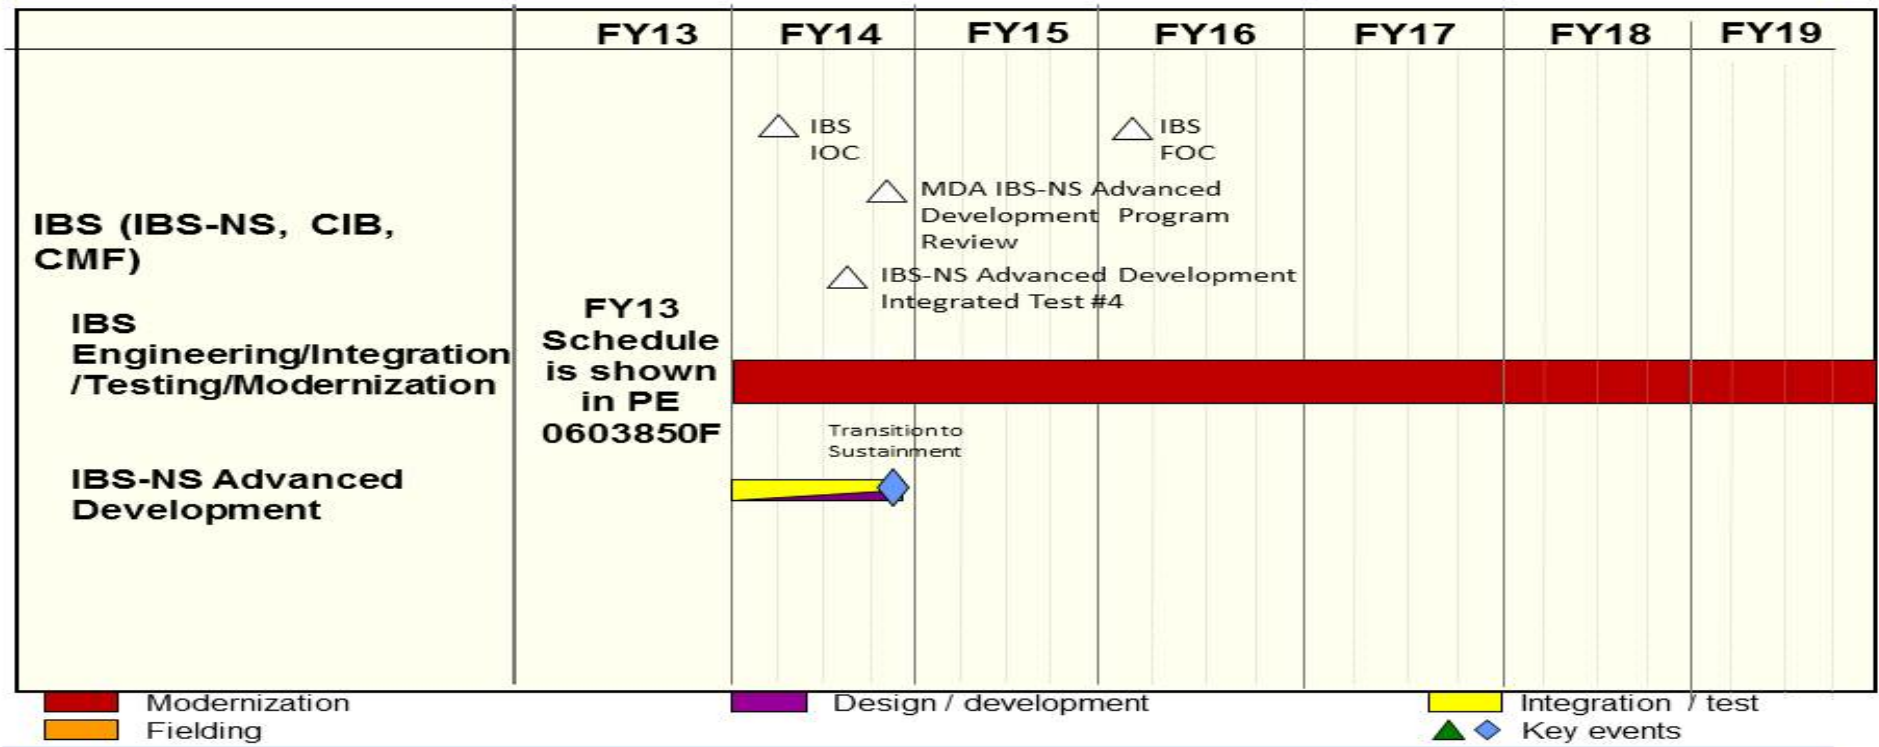 FY13 FY14 FY15 FY16 FY17 FY18 FY19
IBS
IOC
IBS
FOC
MDA IBS-NS Advanced
Development Program
Review
IBS-NS Advanced Development
Integrated Test #4
IBS (IBS-NS, CIB,
CMF)
IBS
Engineering/Integration
/Testing/Modernization
FY13
Schedule
is shown
in PE
0603850F
Transition to
Sustainment
IBS-NS Advanced
Development
Modernization
Design / development
Integration / test
Fielding
Key events